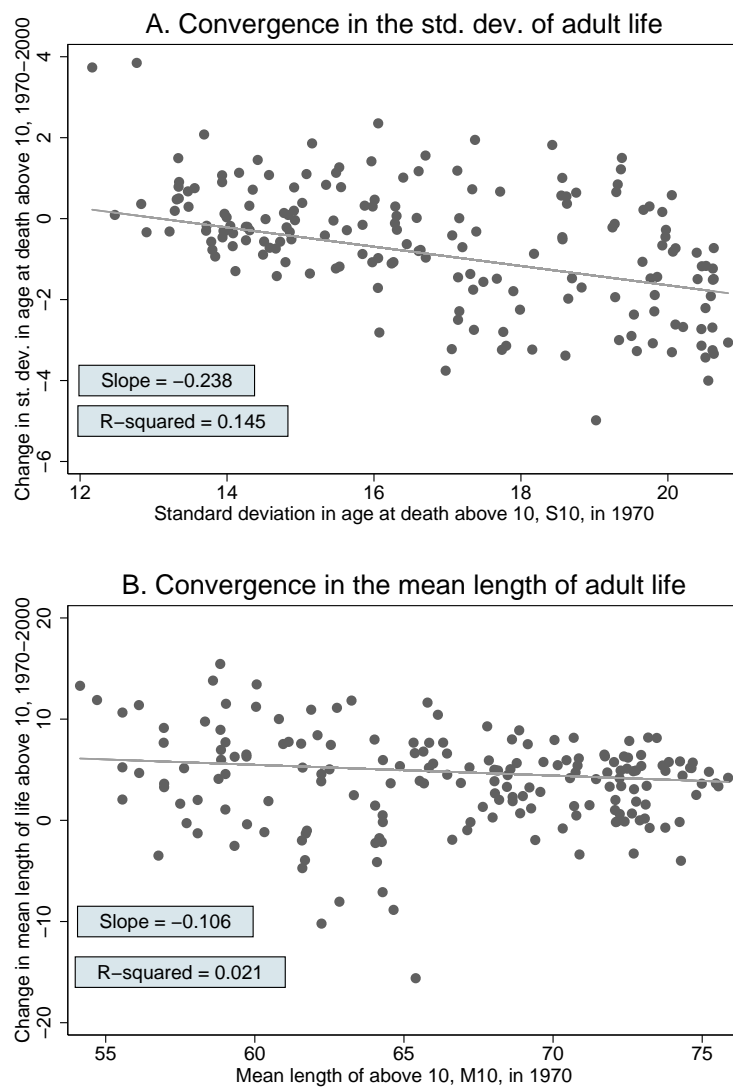 A. Convergence in the std. dev. of adult life
Change in st. dev. in age at death above 10, 1970−2000
4
2
0
−2
−4
−6
Slope = −0.238
R−squared = 0.145
12 14 16 18 20
Standard deviation in age at death above 10, S10, in 1970
B. Convergence in the mean length of adult life
Change in mean length of life above 10, 1970−2000
20
10
0
−10
−20
Slope = −0.106
R−squared = 0.021
55 60 65 70 75
Mean length of above 10, M10, in 1970